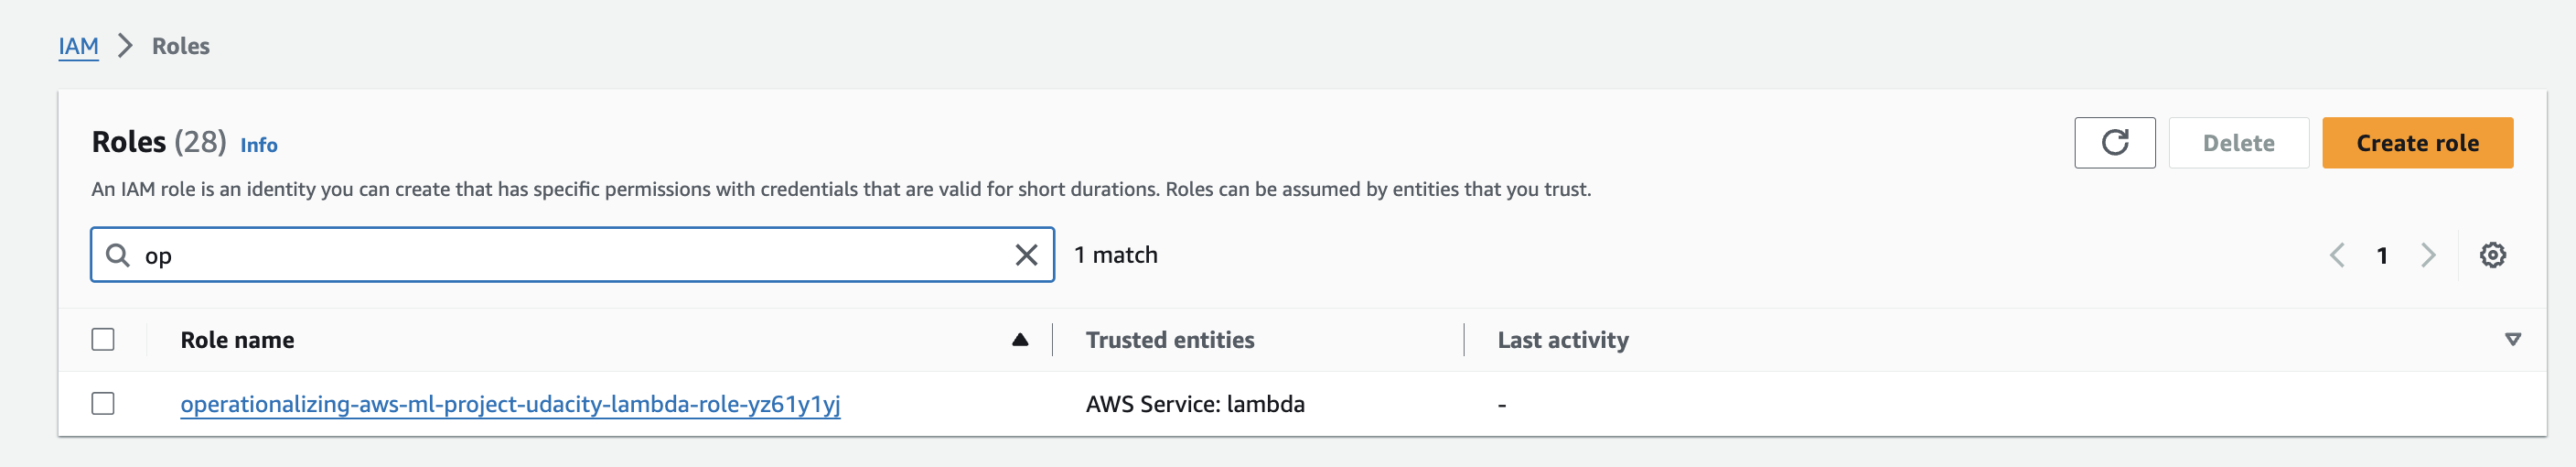 IAM > Roles
Roles (28) Info
Delete
Create role
An IAM role is an identity you can create that has specific permissions with credentials that are valid for short durations. Roles can be assumed by entities that you trust.
op
1 match
1
Role name
Trusted entities
Last activity
operationalizing-aws-ml-project-udacity-lambda-role-yz61y1yj
AWS Service: lambda
-